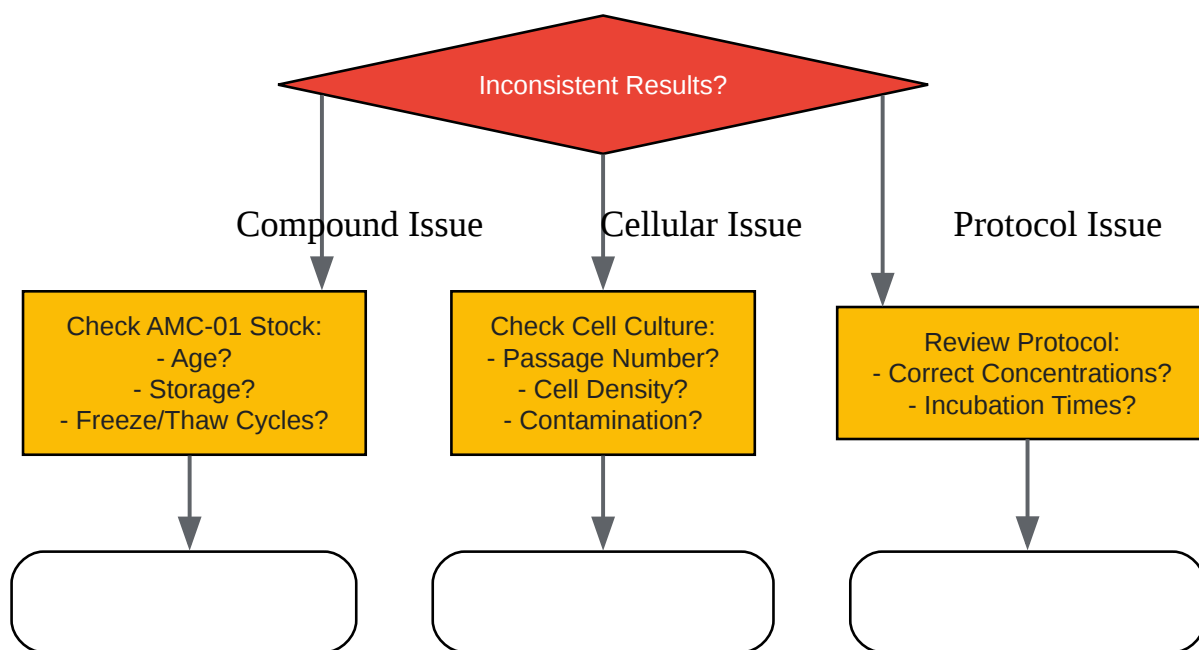 Inconsistent Results?
Compound Issue
Cellular Issue
Protocol Issue
Check AMC-01 Stock:
- Age?
- Storage?
- Freeze/Thaw Cycles?
Check Cell Culture:
- Passage Number?
- Cell Density?
- Contamination?
Review Protocol:
- Correct Concentrations?
- Incubation Times?